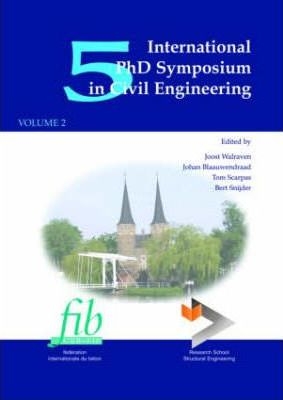 5
International
PhD Symposium
in Civil Engineering
VOLUME 2
Edited by
Joost Walraven
Johan Blaauwendraad
Tom Scarpas
Bert Snijder
fib
fédération
internationale du béton
Research School
Structural Engineering